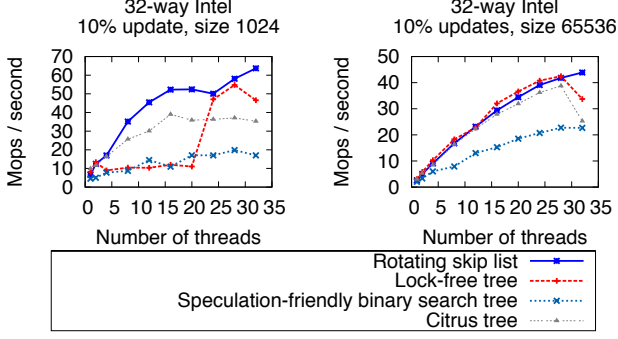 32-way Intel
10% update, size 1024
70
60
50
40
30
20
10
0
Mops / second
0 5 10 15 20 25 30 35
Number of threads
32-way Intel
10% updates, size 65536
50
40
30
20
10
0
Mops / second
0 5 10 15 20 25 30 35
Number of threads
Rotating skip list
Lock-free tree
Speculation-friendly binary search tree
Citrus tree